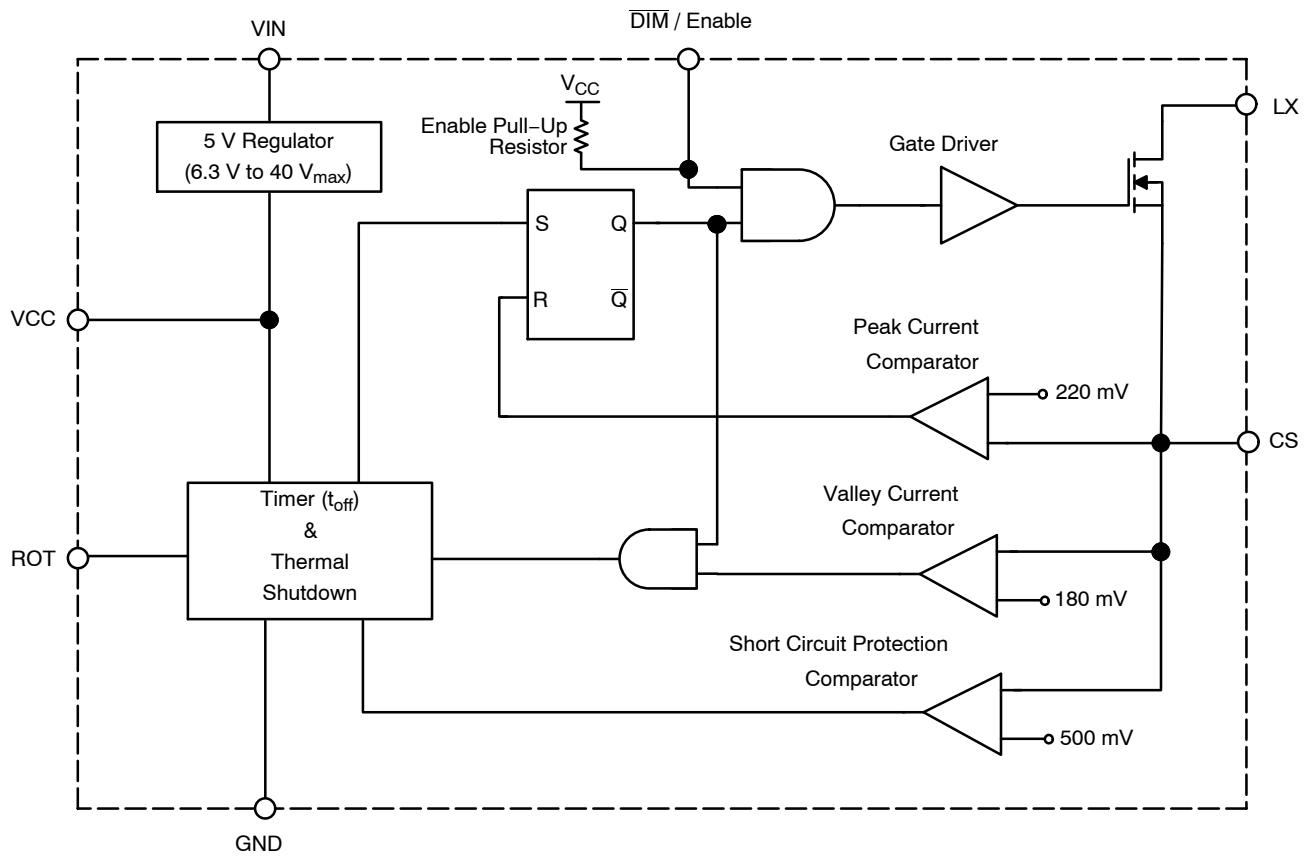 VIN
DIM / Enable
VCC
LX
5 V Regulator
(6.3 V to 40 Vmax)
Enable Pull−Up
Resistor
Gate Driver
S
Q
R
Q
VCC
Peak Current
Comparator
220 mV
CS
Timer (toff)
&
Thermal
Shutdown
Valley Current
Comparator
ROT
180 mV
Short Circuit Protection
Comparator
500 mV
GND